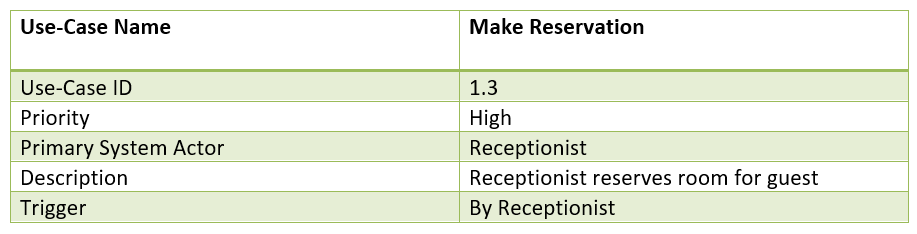 Use-Case Name Make Reservation
Use-Case ID 1.3
Priority High
Primary System Actor Receptionist
Description Receptionist reserves room for guest
Trigger By Receptionist